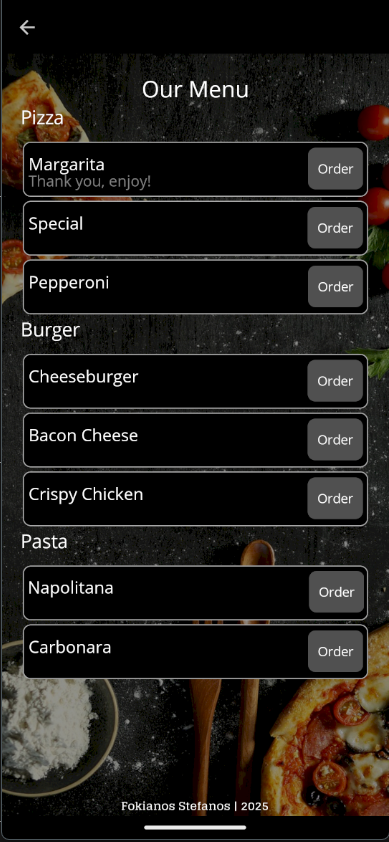 Our Menu
Pizza
Margarita
Thank you, enjoy!
Order
Special
Order
Pepperoni
Order
Burger
Cheeseburger
Order
Bacon Cheese
Order
Crispy Chicken
Order
Pasta
Napolitana
Order
Carbonara
Order
Fokianos Stefanos | 2025